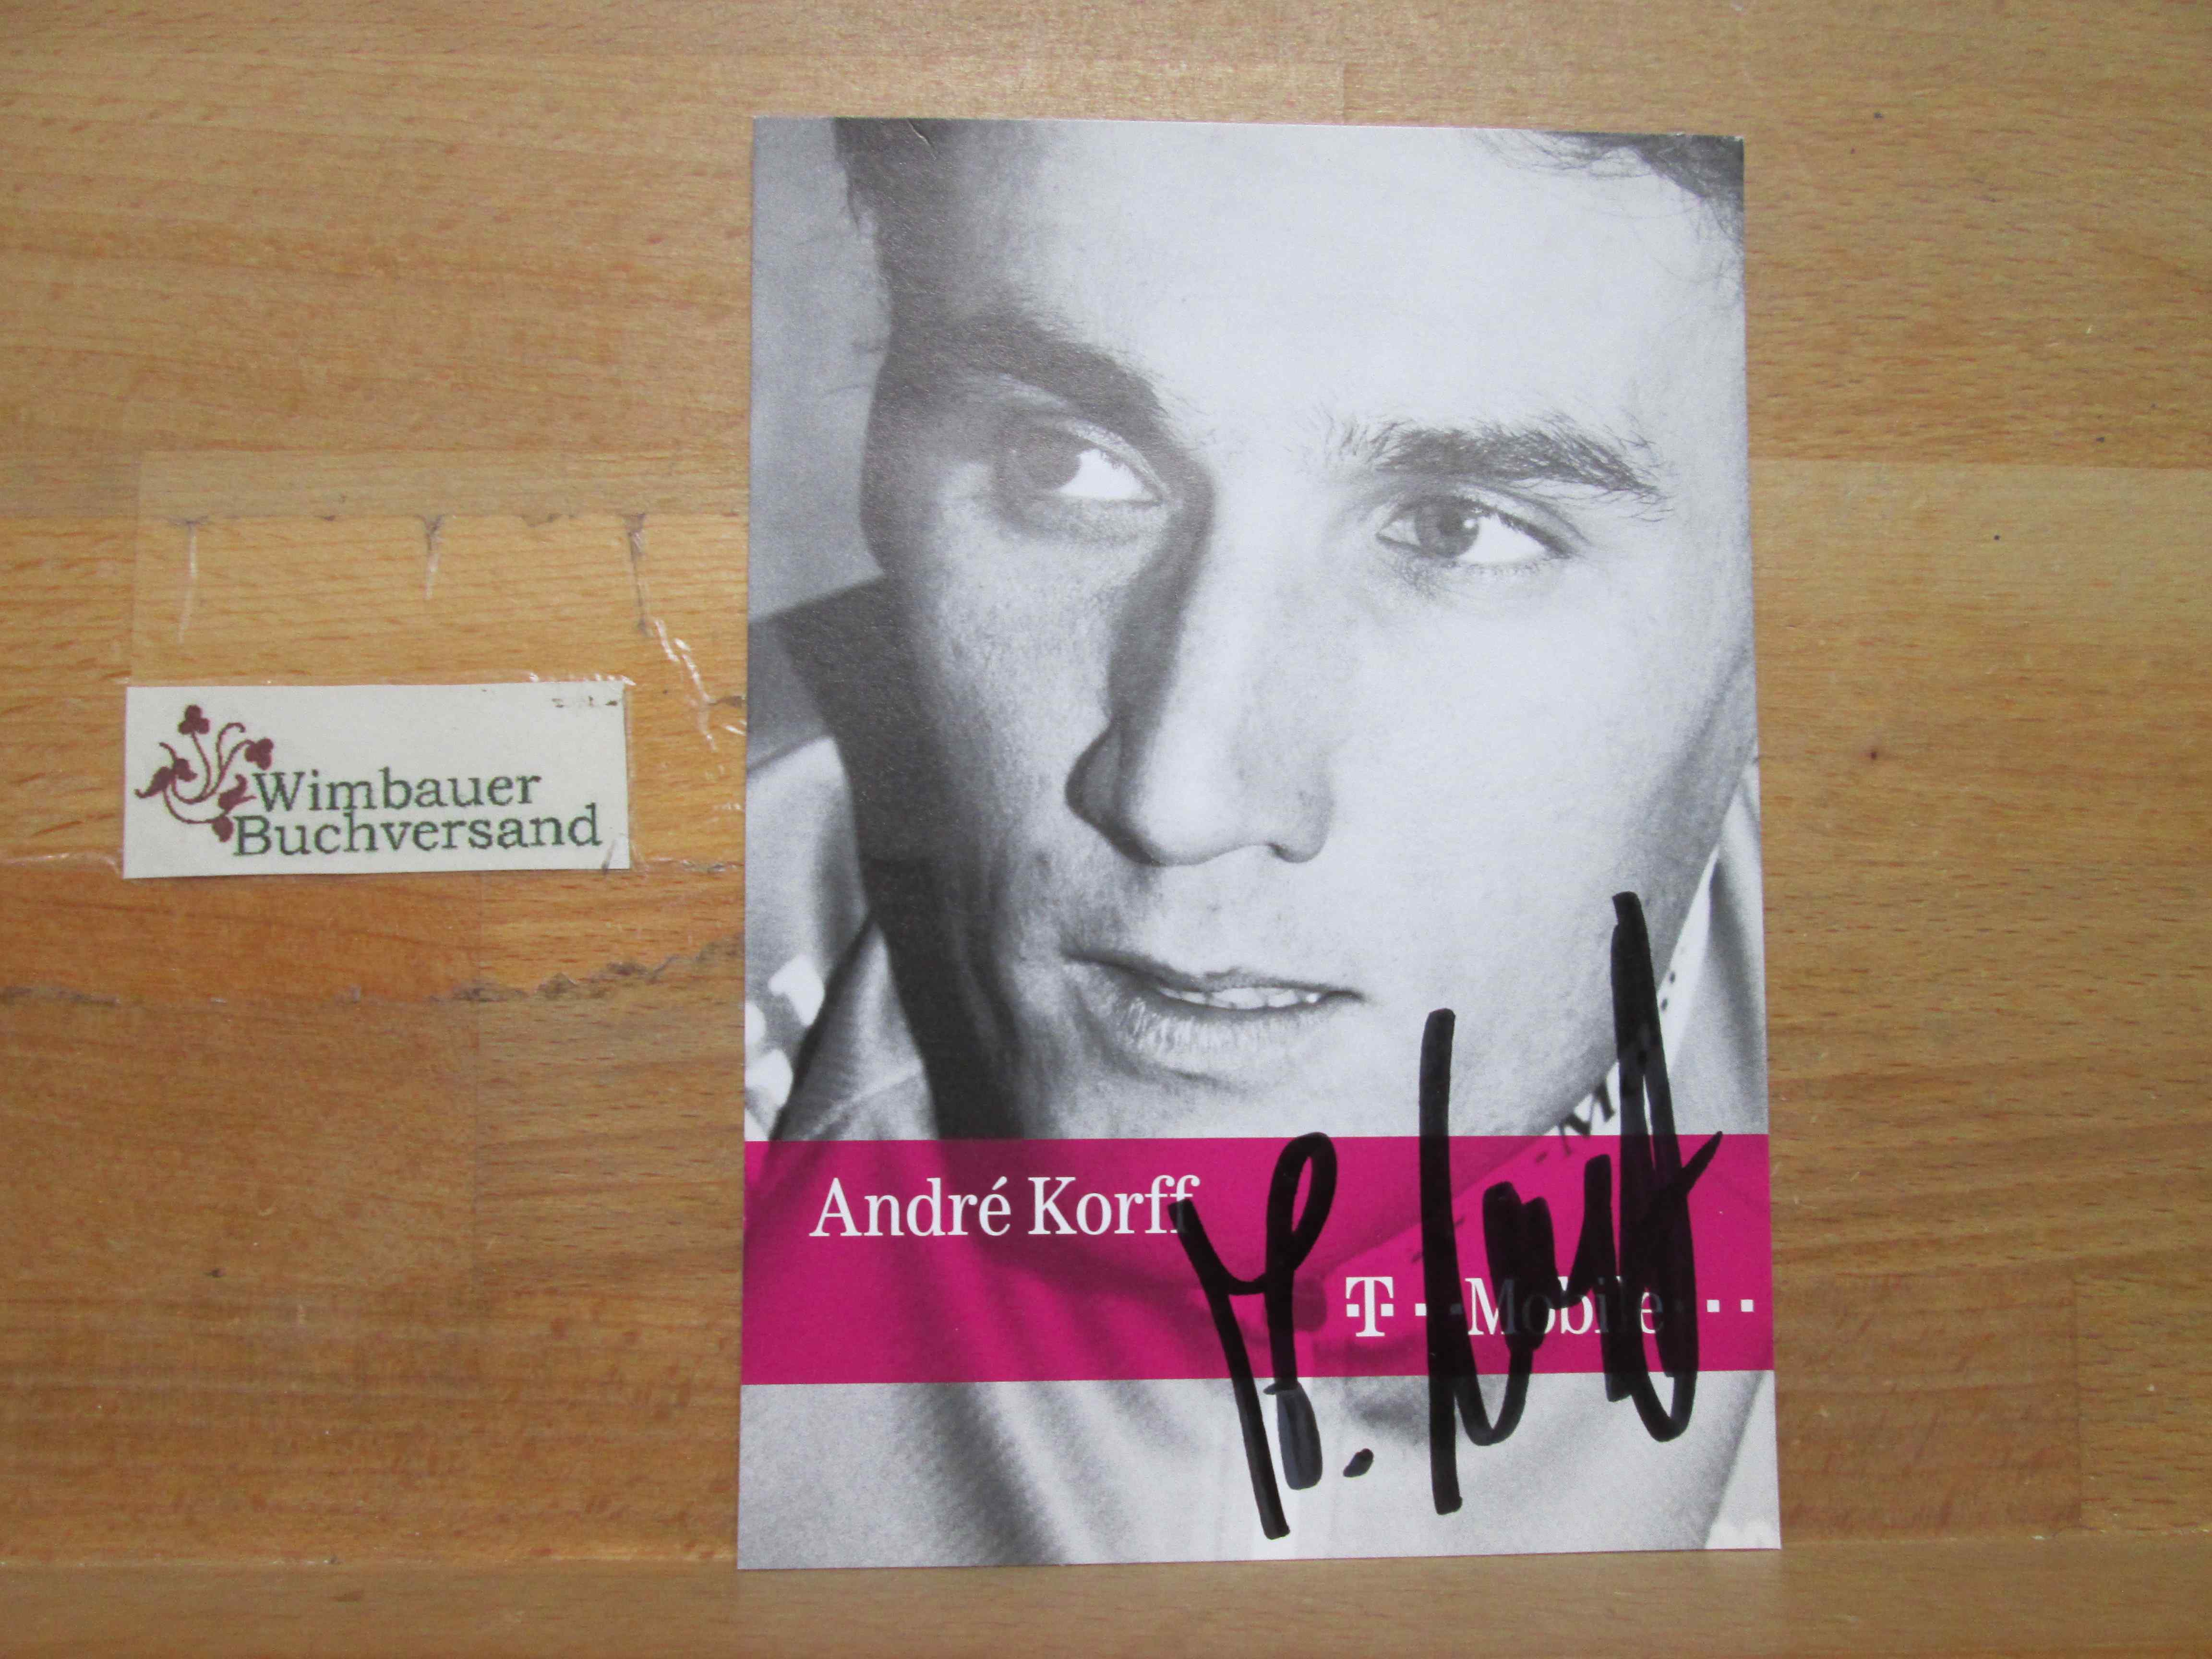 Wimbauer
Buchversand
André Korff
T··Mobile···